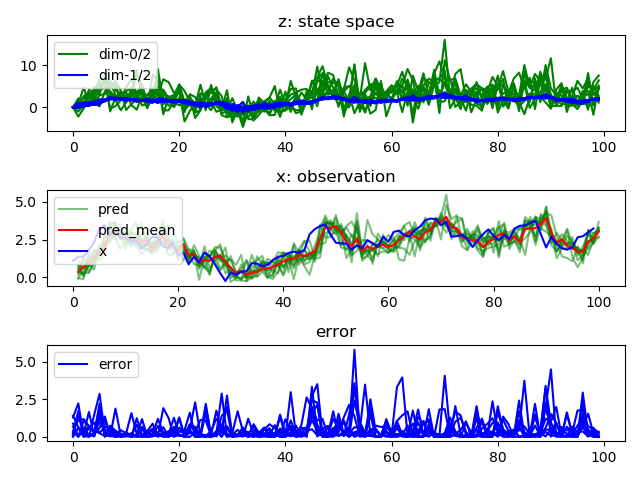 z: state space
dim-0/2
dim-1/2
10
0
0 20 40 60 80 100
x: observation
pred
pred_mean
x
5.0
2.5
0.0
0 20 40 60 80 100
error
error
5.0
2.5
0.0
0 20 40 60 80 100